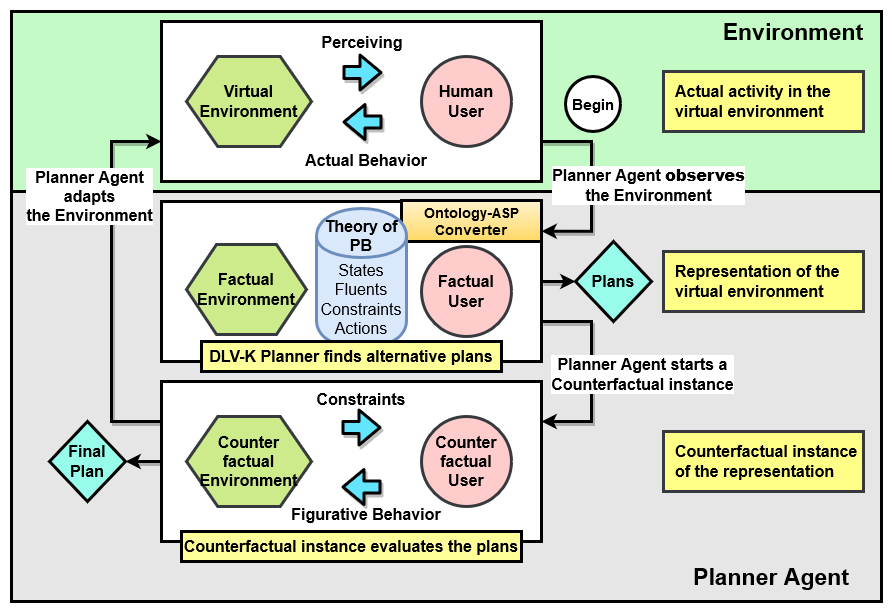 Environment
Perceiving
Virtual
Environment
Human
User
Begin
Actual activity in the
virtual environment
Actual Behavior
Planner Agent
adapts
the Environment
Planner Agent observes
the Environment
Ontology-ASP
Converter
Theory of
PB
States
Fluents
Constraints
Actions
Factual
Environment
Factual
User
Plans
Representation of the
virtual environment
DLV-K Planner finds alternative plans
Planner Agent starts a
Counterfactual instance
Constraints
Counter
factual
Environment
Counter
factual
User
Final
Plan
Counterfactual instance
of the representation
Figurative Behavior
Counterfactual instance evaluates the plans
Planner Agent